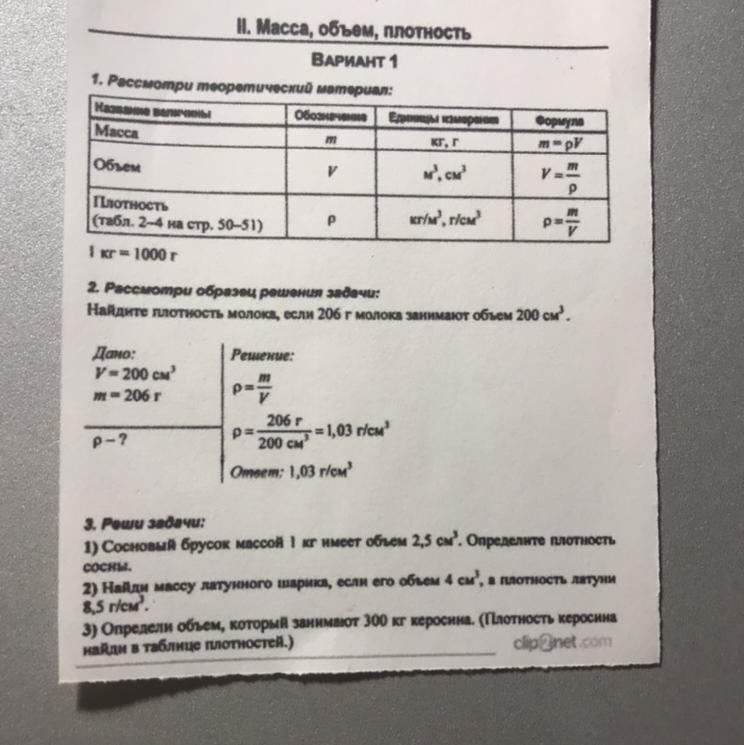 II. Масса, объем, плотность
ВАРИАНТ 1
1. Рассмотри теоретический материал:
Название величины Обозначение Единицы измерения Формула
Масса m кг, г m = ρV
Объем V м³, см³ V = m/ρ
Плотность
(табл. 2–4 на стр. 50–51) ρ кг/м³, г/см³ ρ = m/V
1 кг = 1000 г
2. Рассмотри образец решения задачи:
Найдите плотность молока, если 206 г молока занимают объем 200 см³.
Дано: Решение:
V = 200 см³ ρ = m/V
m = 206 г
ρ – ? ρ = 206 г/200 см³ = 1,03 г/см³
Ответ: 1,03 г/см³
3. Реши задачи:
1) Сосновый брусок массой 1 кг имеет объем 2,5 см³. Определите плотность
сосны.
2) Найди массу латунного шарика, если его объем 4 см³, а плотность латуни
8,5 г/см³.
3) Определи объем, который занимают 300 кг керосина. (Плотность керосина
найди в таблице плотностей.)
clip2net.com